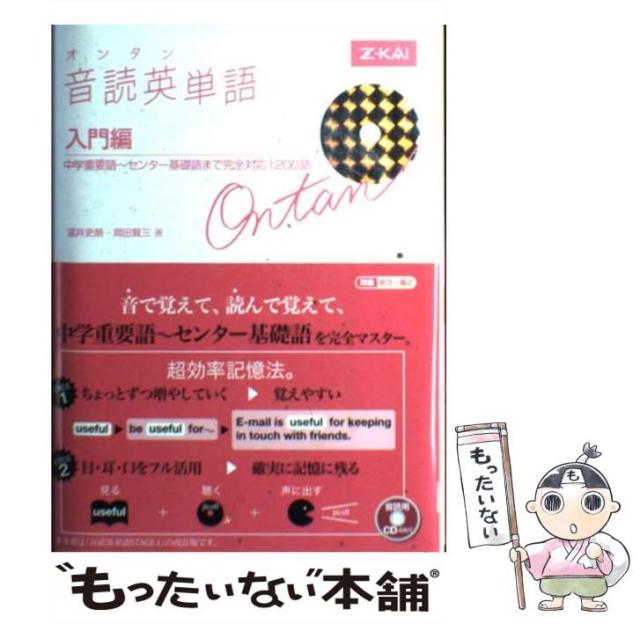 オンタン
音読英単語
Z-KAI
入門編
中学重要語～センター基礎語まで完全対応1200語
Ontan
温井史朗・岡田賢三 著
音で覚えて、読んで覚えて、
中学重要語～センター基礎語を完全マスター。
超効率記憶法。
1 ちょっとずつ増やしていく ▶ 覚えやすい
useful ▶ be useful for～ ▶ E-mail is useful for keeping
in touch with friends.
2 目・耳・口をフル活用 ▶ 確実に記憶に残る
見る 聴く 声に出す
useful + +
音読用
CD
もったいない
"もったいない"本舗®